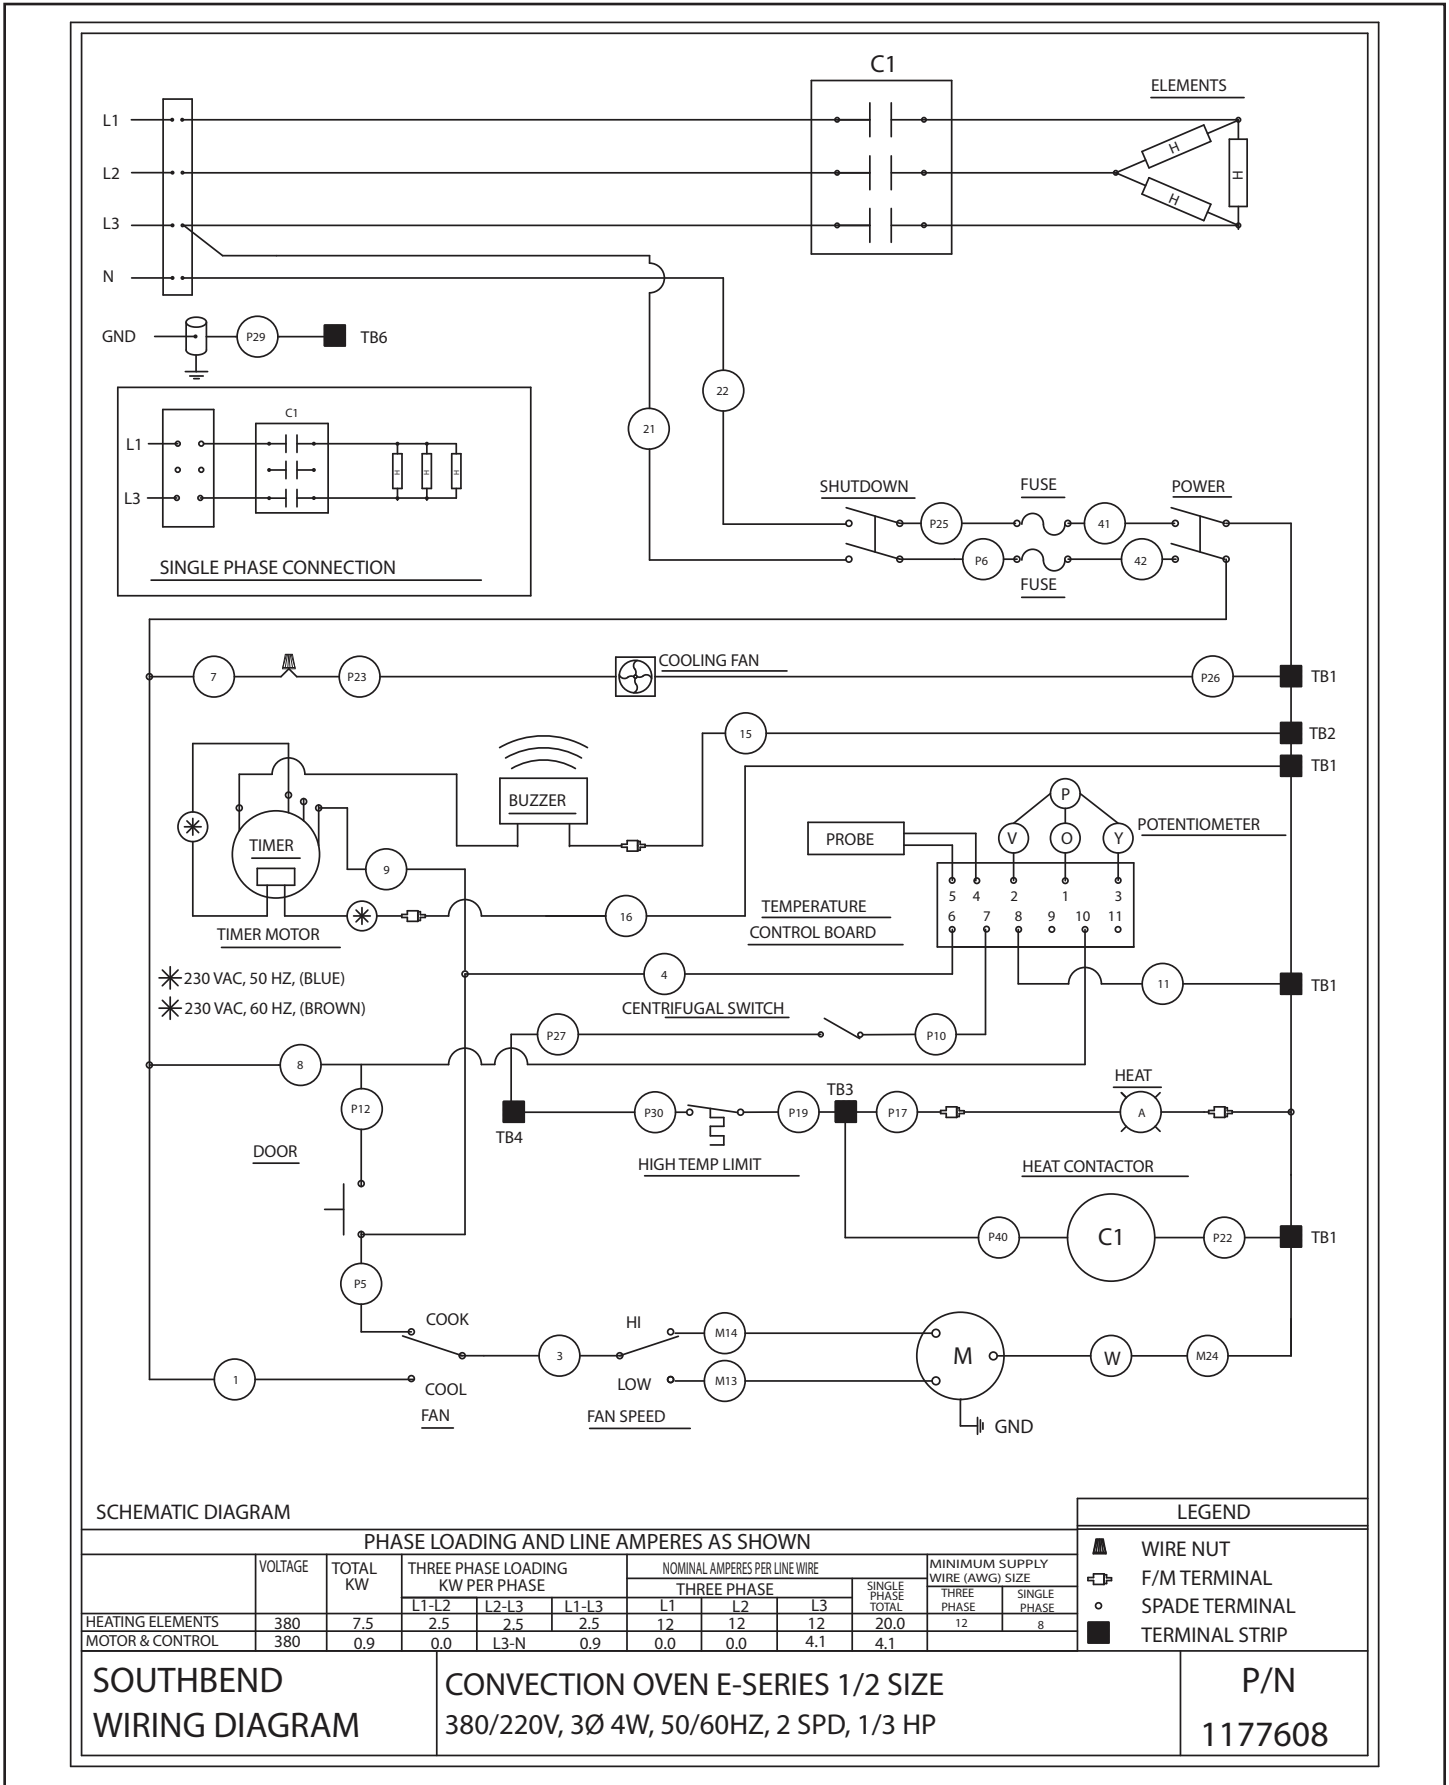 C1
ELEMENTS
L1
H
L2
H
H
L3
N
GND
P29
TB6
22
21
C1
L1
H
H
H
L3
SINGLE PHASE CONNECTION
SHUTDOWN
FUSE
POWER
P25
41
P6
42
FUSE
7
P23
COOLING FAN
P26
TB1
15
TB2
TB1
BUZZER
P
V
O
Y
POTENTIOMETER
PROBE
TIMER
9
5 4 2 1 3
6 7 8 9 10 11
16
TEMPERATURE
CONTROL BOARD
TIMER MOTOR
230 VAC, 50 HZ, (BLUE)
230 VAC, 60 HZ, (BROWN)
4
11
TB1
CENTRIFUGAL SWITCH
P27
P10
8
P12
TB4
P30
P19
TB3
P17
HEAT
A
DOOR
HIGH TEMP LIMIT
HEAT CONTACTOR
P40
C1
P22
TB1
P5
COOK
HI
M14
3
M
W
M24
1
COOL
LOW
M13
FAN
FAN SPEED
GND
SCHEMATIC DIAGRAM
LEGEND
WIRE NUT
F/M TERMINAL
SPADE TERMINAL
TERMINAL STRIP
PHASE LOADING AND LINE AMPERES AS SHOWN
VOLTAGE
TOTAL
KW
THREE PHASE LOADING
KW PER PHASE
NOMINAL AMPERES PER LINE WIRE
MINIMUM SUPPLY
WIRE (AWG) SIZE
THREE PHASE
SINGLE
PHASE
TOTAL
THREE
PHASE
SINGLE
PHASE
L1-L2 L2-L3 L1-L3 L1 L2 L3
HEATING ELEMENTS 380 7.5 2.5 2.5 2.5 12 12 12 20.0 12 8
MOTOR & CONTROL 380 0.9 0.0 L3-N 0.9 0.0 0.0 4.1 4.1
SOUTHBEND
WIRING DIAGRAM
CONVECTION OVEN E-SERIES 1/2 SIZE
380/220V, 3Ø 4W, 50/60HZ, 2 SPD, 1/3 HP
P/N
1177608